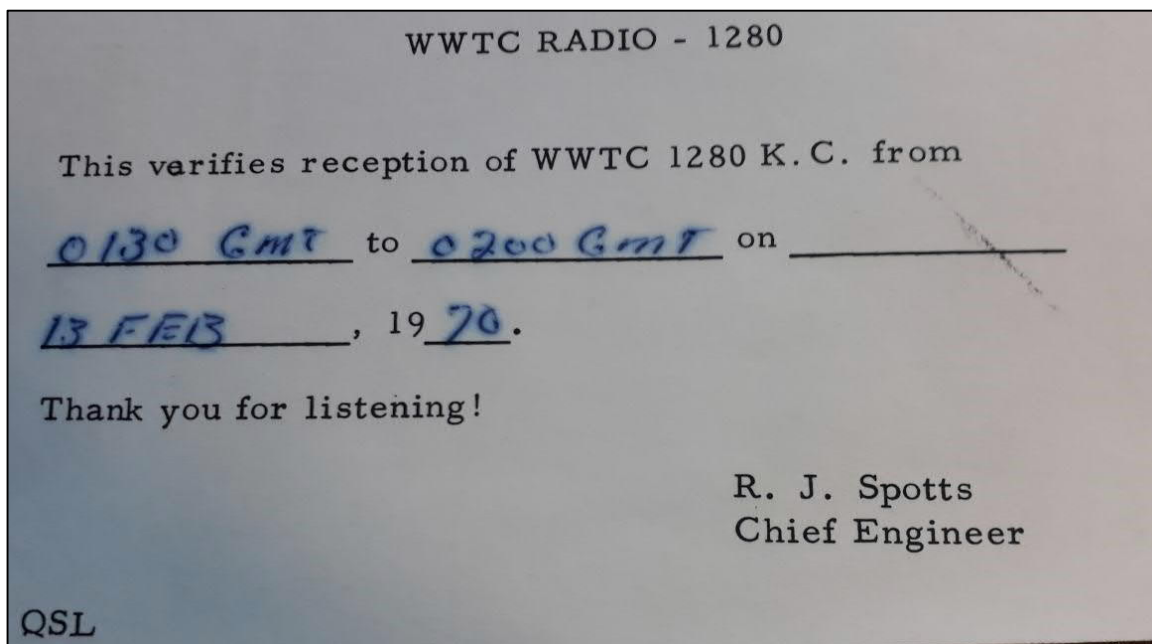 WWTC RADIO - 1280
This varifies reception of WWTC 1280 K.C. from
0130 GMT to 0200 GMT on
13 FEB , 1970.
Thank you for listening!
R. J. Spotts
Chief Engineer
QSL